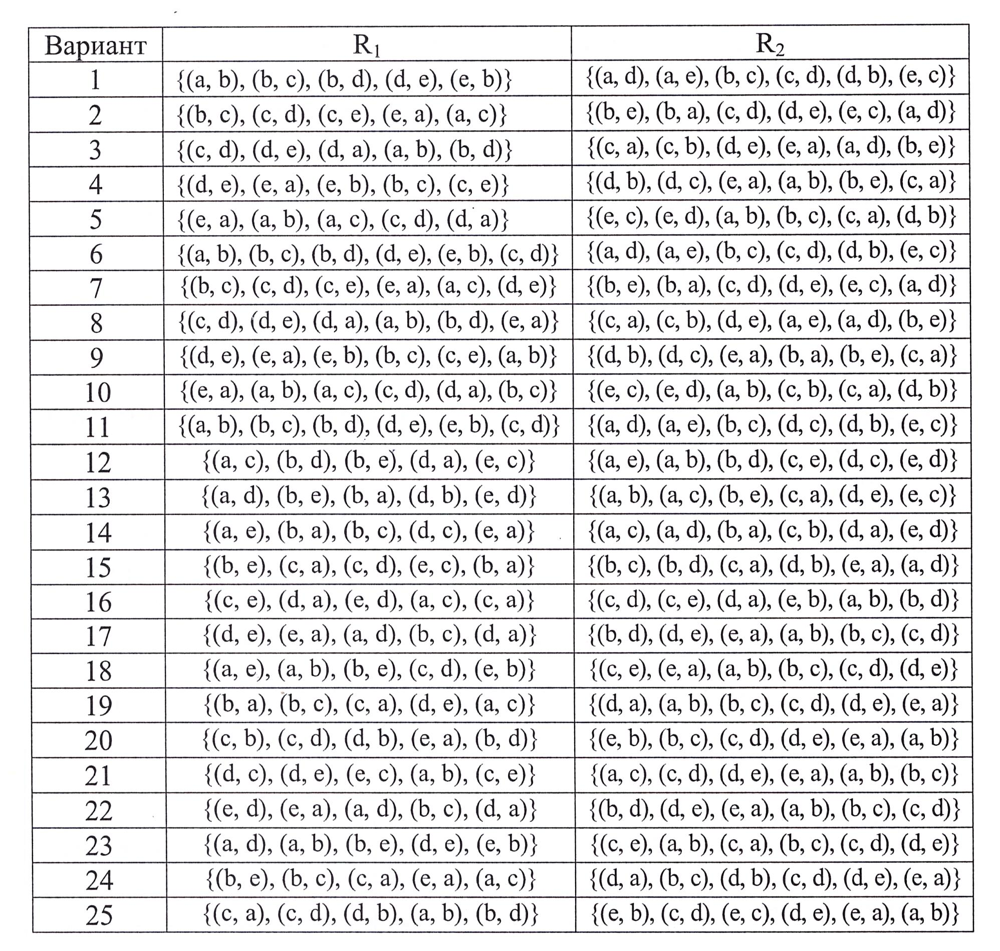 Вариант R₁ R₂
1 {(a, b), (b, c), (b, d), (d, e), (e, b)} {(a, d), (a, e), (b, c), (c, d), (d, b), (e, c)}
2 {(b, c), (c, d), (c, e), (e, a), (a, c)} {(b, e), (b, a), (c, d), (d, e), (e, c), (a, d)}
3 {(c, d), (d, e), (d, a), (a, b), (b, d)} {(c, a), (c, b), (d, e), (e, a), (a, d), (b, e)}
4 {(d, e), (e, a), (e, b), (b, c), (c, e)} {(d, b), (d, c), (e, a), (a, b), (b, e), (c, a)}
5 {(e, a), (a, b), (a, c), (c, d), (d, a)} {(e, c), (e, d), (a, b), (b, c), (c, a), (d, b)}
6 {(a, b), (b, c), (b, d), (d, e), (e, b), (c, d)} {(a, d), (a, e), (b, c), (c, d), (d, b), (e, c)}
7 {(b, c), (c, d), (c, e), (e, a), (a, c), (d, e)} {(b, e), (b, a), (c, d), (d, e), (e, c), (a, d)}
8 {(c, d), (d, e), (d, a), (a, b), (b, d), (e, a)} {(c, a), (c, b), (d, e), (a, e), (a, d), (b, e)}
9 {(d, e), (e, a), (e, b), (b, c), (c, e), (a, b)} {(d, b), (d, c), (e, a), (b, a), (b, e), (c, a)}
10 {(e, a), (a, b), (a, c), (c, d), (d, a), (b, c)} {(e, c), (e, d), (a, b), (c, b), (c, a), (d, b)}
11 {(a, b), (b, c), (b, d), (d, e), (e, b), (c, d)} {(a, d), (a, e), (b, c), (d, c), (d, b), (e, c)}
12 {(a, c), (b, d), (b, e), (d, a), (e, c)} {(a, e), (a, b), (b, d), (c, e), (d, c), (e, d)}
13 {(a, d), (b, e), (b, a), (d, b), (e, d)} {(a, b), (a, c), (b, e), (c, a), (d, e), (e, c)}
14 {(a, e), (b, a), (b, c), (d, c), (e, a)} {(a, c), (a, d), (b, a), (c, b), (d, a), (e, d)}
15 {(b, e), (c, a), (c, d), (e, c), (b, a)} {(b, c), (b, d), (c, a), (d, b), (e, a), (a, d)}
16 {(c, e), (d, a), (e, d), (a, c), (c, a)} {(c, d), (c, e), (d, a), (e, b), (a, b), (b, d)}
17 {(d, e), (e, a), (a, d), (b, c), (d, a)} {(b, d), (d, e), (e, a), (a, b), (b, c), (c, d)}
18 {(a, e), (a, b), (b, e), (c, d), (e, b)} {(c, e), (e, a), (a, b), (b, c), (c, d), (d, e)}
19 {(b, a), (b, c), (c, a), (d, e), (a, c)} {(d, a), (a, b), (b, c), (c, d), (d, e), (e, a)}
20 {(c, b), (c, d), (d, b), (e, a), (b, d)} {(e, b), (b, c), (c, d), (d, e), (e, a), (a, b)}
21 {(d, c), (d, e), (e, c), (a, b), (c, e)} {(a, c), (c, d), (d, e), (e, a), (a, b), (b, c)}
22 {(e, d), (e, a), (a, d), (b, c), (d, a)} {(b, d), (d, e), (e, a), (a, b), (b, c), (c, d)}
23 {(a, d), (a, b), (b, e), (d, e), (e, b)} {(c, e), (a, b), (c, a), (b, c), (c, d), (d, e)}
24 {(b, e), (b, c), (c, a), (e, a), (a, c)} {(d, a), (b, c), (d, b), (c, d), (d, e), (e, a)}
25 {(c, a), (c, d), (d, b), (a, b), (b, d)} {(e, b), (c, d), (e, c), (d, e), (e, a), (a, b)}